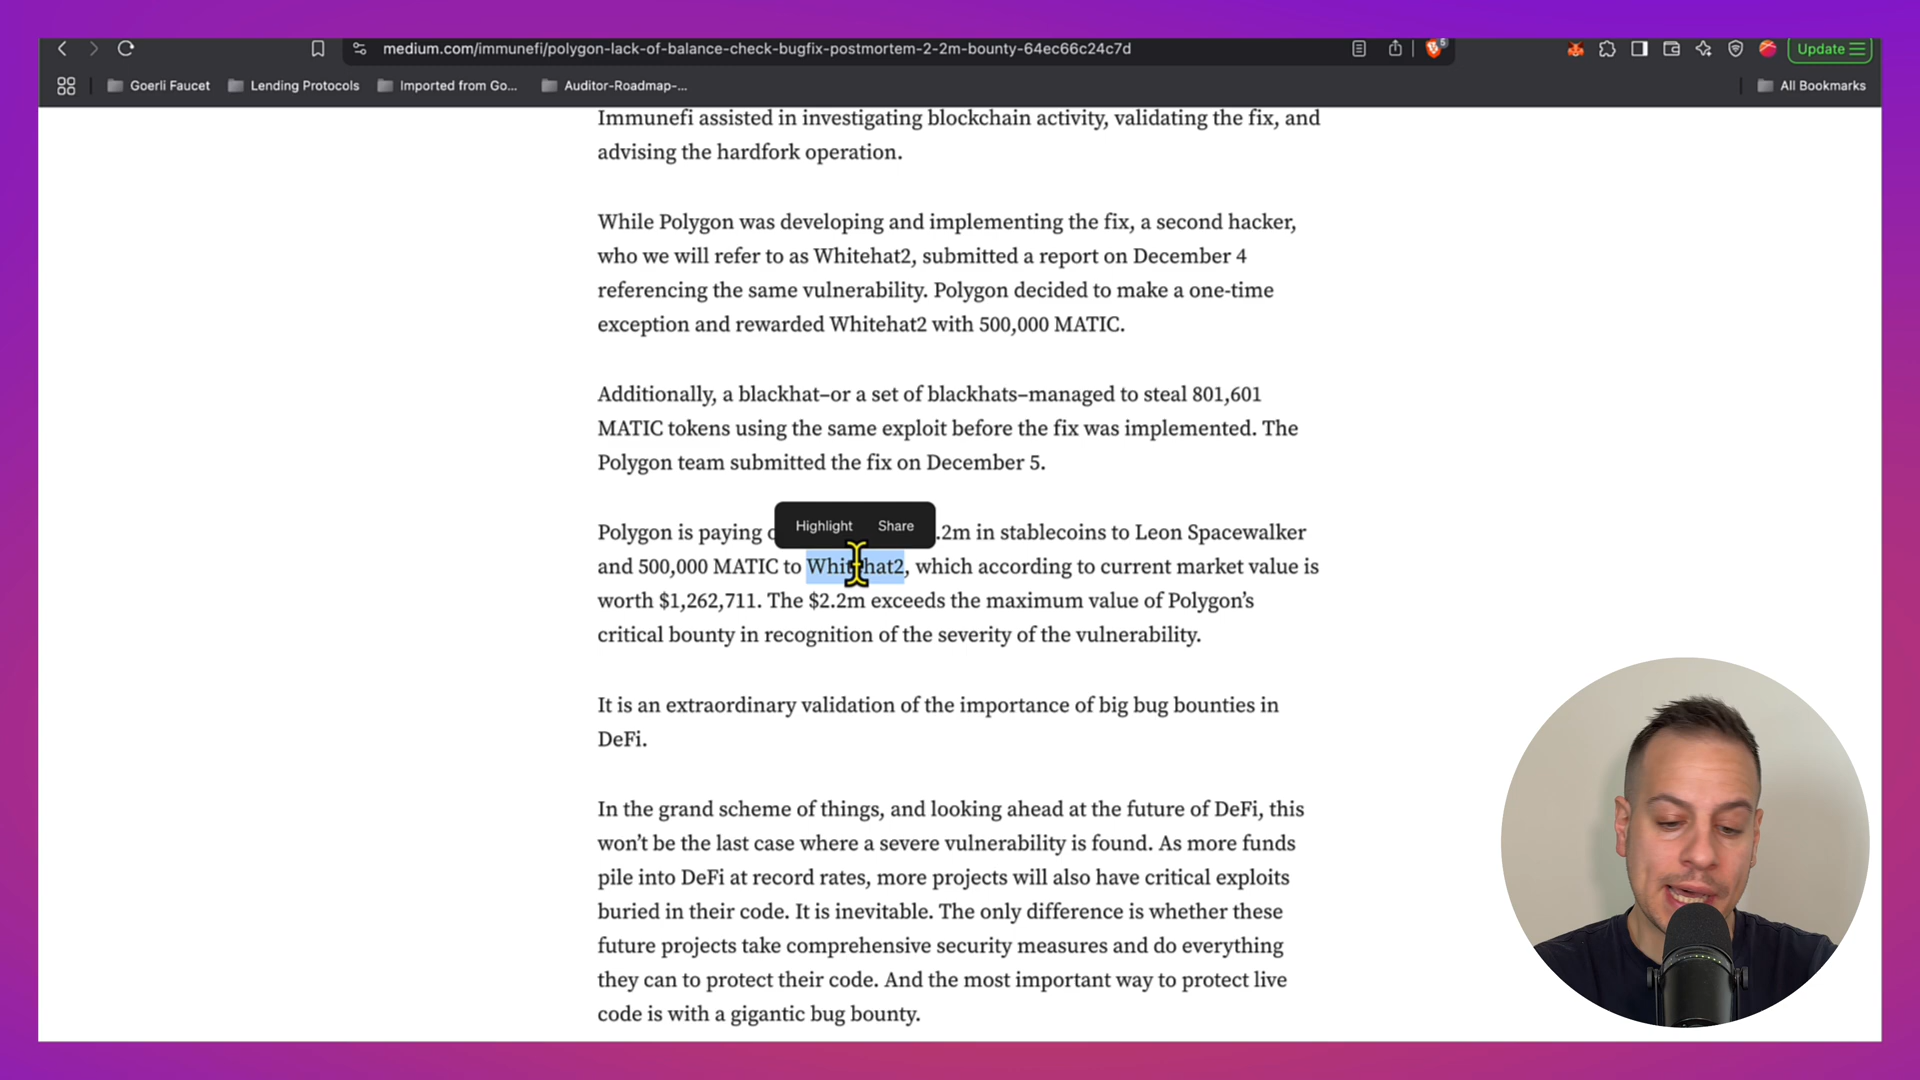 medium.com/immunefi/polygon-lack-of-balance-check-bugfix-postmortem-2-2m-bounty-64ec66c24c7d
6
Update
Goerli Faucet
Lending Protocols
Imported from Go...
Auditor-Roadmap-...
All Bookmarks
Immunefi assisted in investigating blockchain activity, validating the fix, and
advising the hardfork operation.
While Polygon was developing and implementing the fix, a second hacker,
who we will refer to as Whitehat2, submitted a report on December 4
referencing the same vulnerability. Polygon decided to make a one-time
exception and rewarded Whitehat2 with 500,000 MATIC.
Additionally, a blackhat–or a set of blackhats–managed to steal 801,601
MATIC tokens using the same exploit before the fix was implemented. The
Polygon team submitted the fix on December 5.
Highlight Share
Polygon is paying .2m in stablecoins to Leon Spacewalker
and 500,000 MATIC to Whitehat2, which according to current market value is
worth $1,262,711. The $2.2m exceeds the maximum value of Polygon’s
critical bounty in recognition of the severity of the vulnerability.
It is an extraordinary validation of the importance of big bug bounties in
DeFi.
In the grand scheme of things, and looking ahead at the future of DeFi, this
won’t be the last case where a severe vulnerability is found. As more funds
pile into DeFi at record rates, more projects will also have critical exploits
buried in their code. It is inevitable. The only difference is whether these
future projects take comprehensive security measures and do everything
they can to protect their code. And the most important way to protect live
code is with a gigantic bug bounty.